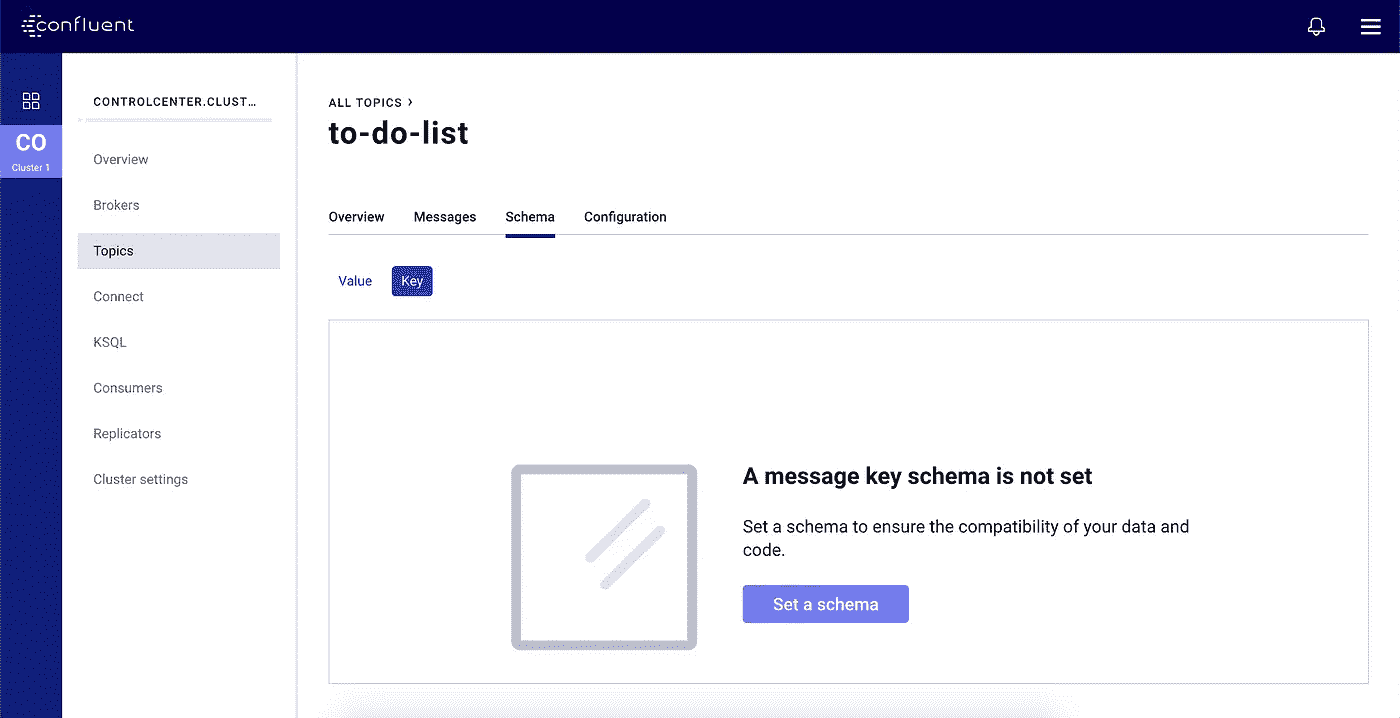 confluent
CO
Cluster 1
CONTROLCENTER.CLUST...
Overview
Brokers
Topics
Connect
KSQL
Consumers
Replicators
Cluster settings
ALL TOPICS ›
to-do-list
Overview Messages Schema Configuration
Value Key
A message key schema is not set
Set a schema to ensure the compatibility of your data and
code.
Set a schema